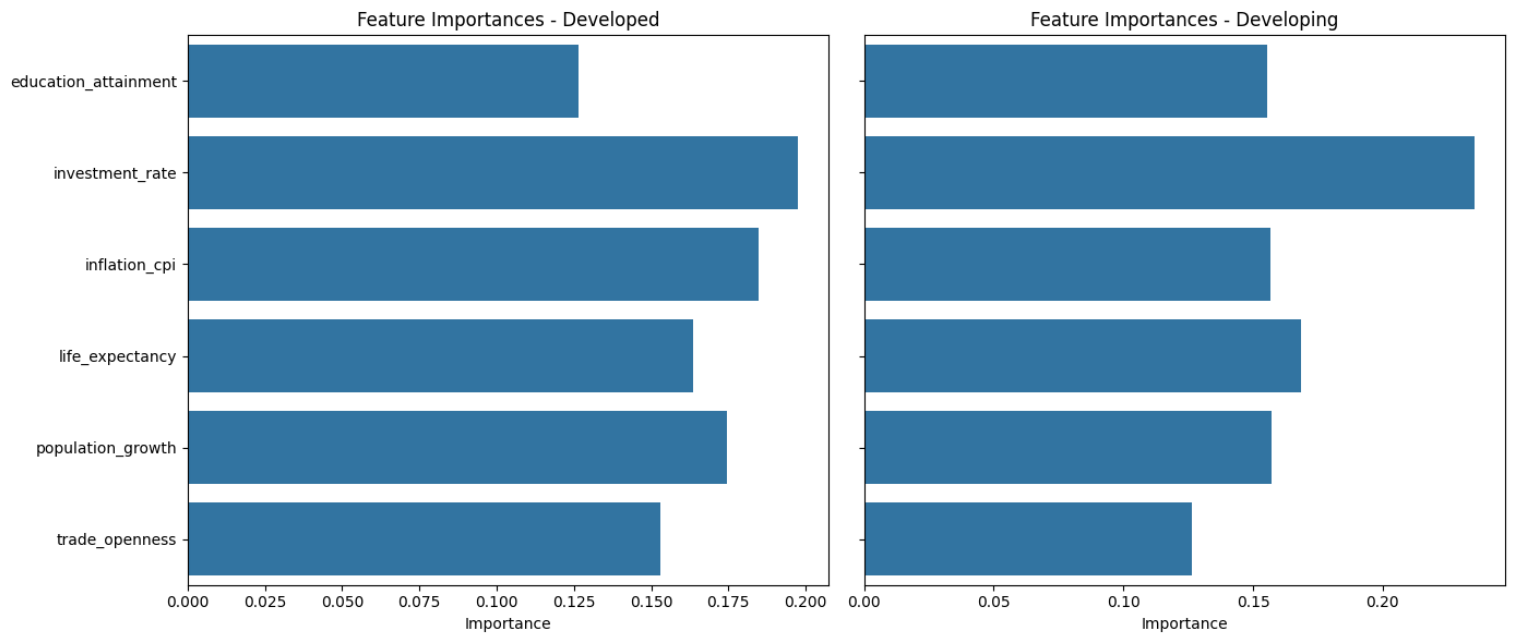 Feature Importances - Developed
education_attainment
investment_rate
inflation_cpi
life_expectancy
population_growth
trade_openness
0.000 0.025 0.050 0.075 0.100 0.125 0.150 0.175 0.200
Importance
Feature Importances - Developing
0.00 0.05 0.10 0.15 0.20
Importance